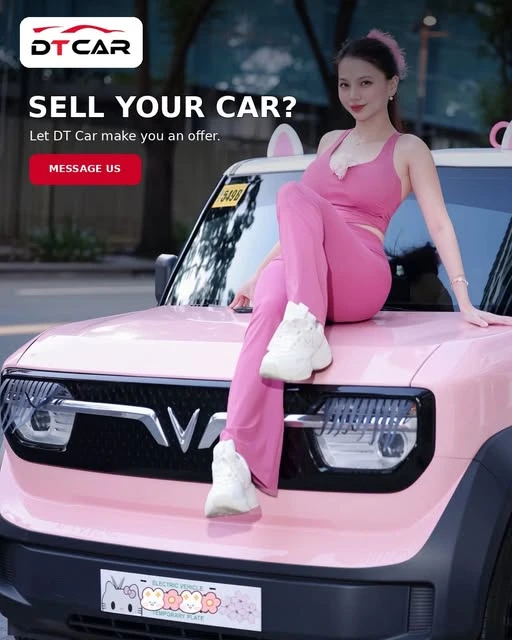 DTCAR
SELL YOUR CAR?
Let DT Car make you an offer.
MESSAGE US
ELECTRIC VEHICLE
TEMPORARY PLATE